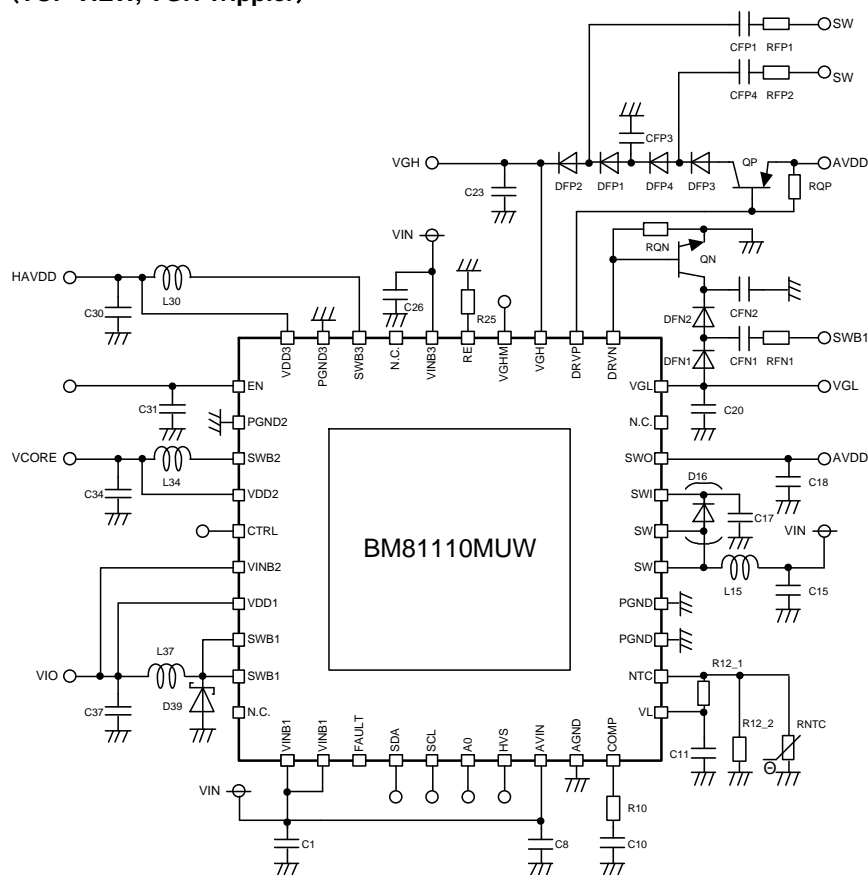 (TOP VIEW, VGH Trippler)
SW
CFP1 RFP1
SW
CFP4 RFP2
CFP3
VGH
QP
AVDD
C23
DFP2 DFP1 DFP4 DFP3
RQP
VIN
RQN
QN
HAVDD
C30
L30
C26
R25
DFN2
CFN2
SWB1
DFN1
CFN1 RFN1
VDD3
PGND3
SWB3
N.C.
VINB3
RE
VGHM
VGH
DRVP
DRVN
EN
C31
VGL
VGL
PGND2
N.C.
C20
VCORE
SWB2
SWO
AVDD
C34
L34
VDD2
D16
C18
SWI
C17
VIN
CTRL
SW
BM81110MUW
VINB2
SW
L15
C15
VDD1
PGND
L37
SWB1
PGND
VIO
SWB1
NTC
R12_1
C37
D39
N.C.
VL
R12_2
RNTC
C11
VINB1
VINB1
FAULT
SDA
SCL
A0
HVS
AVIN
AGND
COMP
VIN
R10
C1
C8
C10